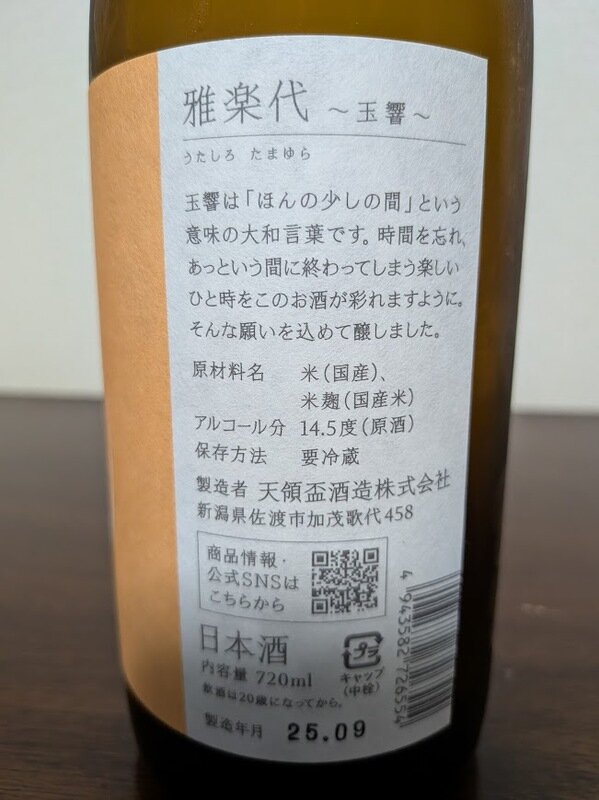 雅楽代 ～玉響～
うたしろ たまゆら
玉響は「ほんの少しの間」という
意味の大和言葉です。時間を忘れ、
あっという間に終わってしまう楽しい
ひと時をこのお酒が彩れますように。
そんな願いを込めて醸しました。
原材料名 米(国産)、
米麹(国産米)
アルコール分 14.5度(原酒)
保存方法 要冷蔵
製造者 天領盃酒造株式会社
新潟県佐渡市加茂歌代458
商品情報・
公式SNSは
こちらから
日本酒
内容量 720ml
飲酒は20歳になってから。
プラ
キャップ
(中栓)
製造年月 25.09
4943582726554